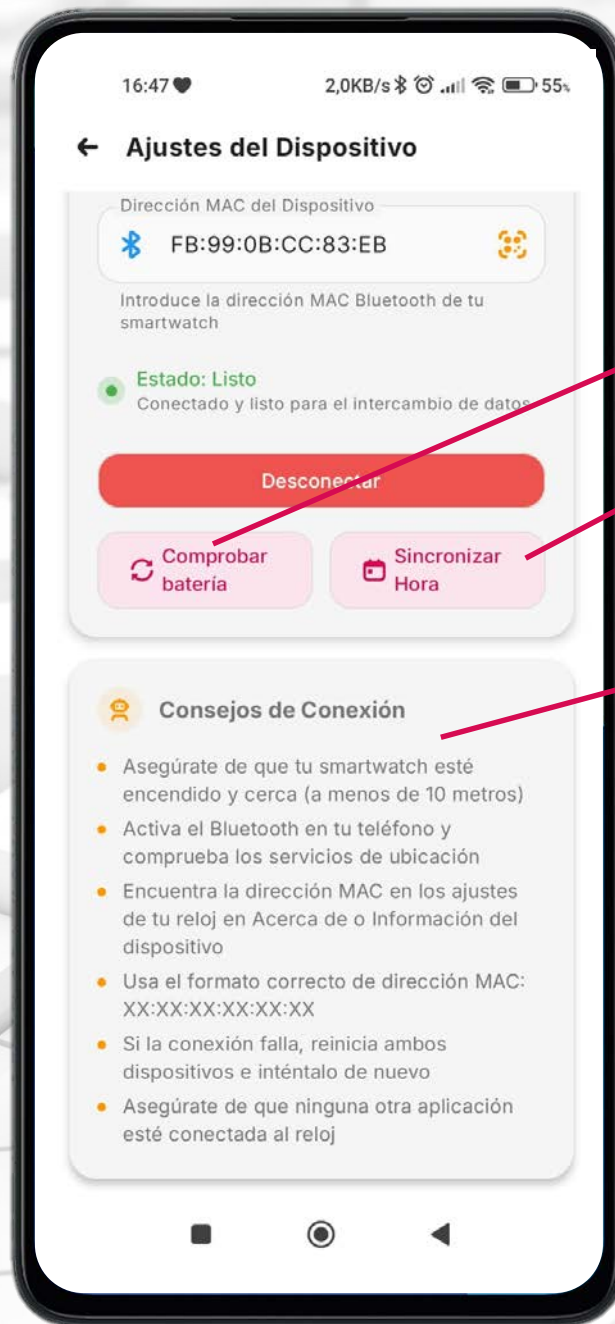 16:47
2,0KB/s 55%
Ajustes del Dispositivo
Dirección MAC del Dispositivo
FB:99:0B:CC:83:EB
Introduce la dirección MAC Bluetooth de tu
smartwatch
Estado: Listo
Conectado y listo para el intercambio de datos
Desconectar
Comprobar
batería
Sincronizar
Hora
Consejos de Conexión
Asegúrate de que tu smartwatch esté
encendido y cerca (a menos de 10 metros)
Activa el Bluetooth en tu teléfono y
comprueba los servicios de ubicación
Encuentra la dirección MAC en los ajustes
de tu reloj en Acerca de o Información del
dispositivo
Usa el formato correcto de dirección MAC:
XX:XX:XX:XX:XX:XX
Si la conexión falla, reinicia ambos
dispositivos e inténtalo de nuevo
Asegúrate de que ninguna otra aplicación
esté conectada al reloj